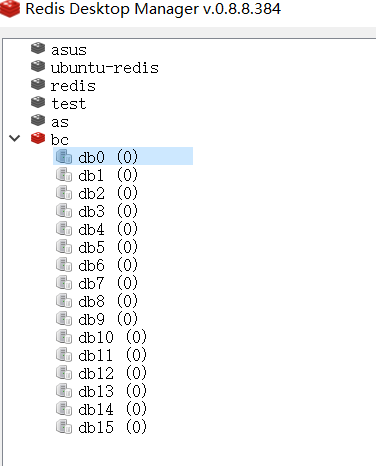 Redis Desktop Manager v.0.8.8.384
asus
ubuntu-redis
redis
test
as
bc
db0 (0)
db1 (0)
db2 (0)
db3 (0)
db4 (0)
db5 (0)
db6 (0)
db7 (0)
db8 (0)
db9 (0)
db10 (0)
db11 (0)
db12 (0)
db13 (0)
db14 (0)
db15 (0)